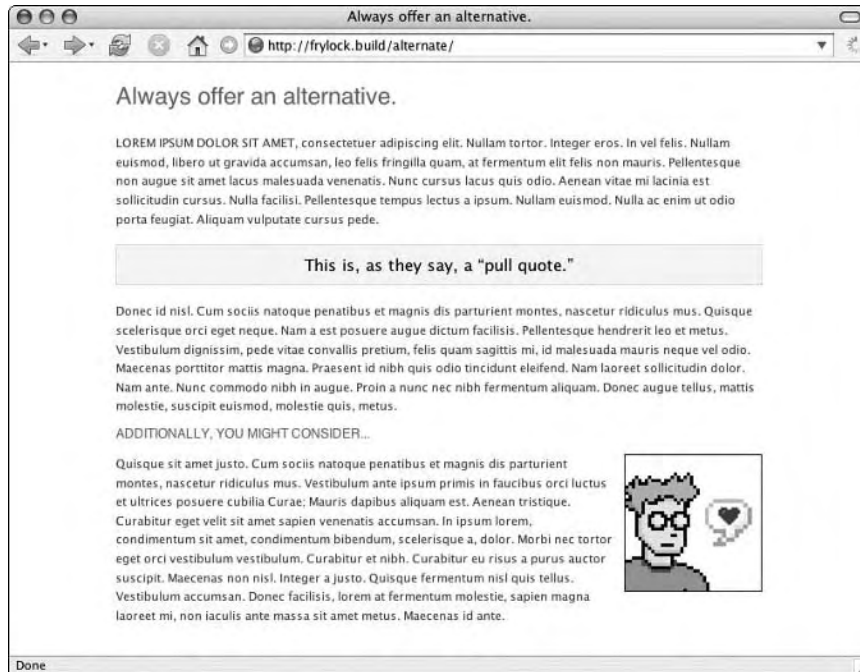 Always offer an alternative.
http://frylock.build/alternate/
Always offer an alternative.
LOREM IPSUM DOLOR SIT AMET, consectetuer adipiscing elit. Nullam tortor. Integer eros. In vel felis. Nullam
euismod, libero ut gravida accumsan, leo felis fringilla quam, at fermentum elit felis non mauris. Pellentesque
non augue sit amet lacus malesuada venenatis. Nunc cursus lacus quis odio. Aenean vitae mi lacinia est
sollicitudin cursus. Nulla facilisi. Pellentesque tempus lectus a ipsum. Nullam euismod. Nulla ac enim ut odio
porta feugiat. Aliquam vulputate cursus pede.
This is, as they say, a “pull quote.”
Donec id nisl. Cum sociis natoque penatibus et magnis dis parturient montes, nascetur ridiculus mus. Quisque
scelerisque orci eget neque. Nam a est posuere augue dictum facilisis. Pellentesque hendrerit leo et metus.
Vestibulum dignissim, pede vitae convallis pretium, felis quam sagittis mi, id malesuada mauris neque vel odio.
Maecenas porttitor mattis magna. Praesent id nibh quis odio tincidunt eleifend. Nam laoreet sollicitudin dolor.
Nam ante. Nunc commodo nibh in augue. Proin a nunc nec nibh fermentum aliquam. Donec augue tellus, mattis
molestie, suscipit euismod, molestie quis, metus.
ADDITIONALLY, YOU MIGHT CONSIDER...
Quisque sit amet justo. Cum sociis natoque penatibus et magnis dis parturient
montes, nascetur ridiculus mus. Vestibulum ante ipsum primis in faucibus orci luctus
et ultrices posuere cubilia Curae; Mauris dapibus aliquam est. Aenean tristique.
Curabitur eget velit sit amet sapien venenatis accumsan. In ipsum lorem,
condimentum sit amet, condimentum bibendum, scelerisque a, dolor. Morbi nec tortor
eget orci vestibulum vestibulum. Curabitur et nibh. Curabitur eu risus a purus auctor
suscipit. Maecenas non nisl. Integer a justo. Quisque fermentum nisl quis tellus.
Vestibulum accumsan. Donec facilisis, lorem at fermentum molestie, sapien magna
laoreet mi, non iaculis ante massa sit amet metus. Maecenas id ante.
Done